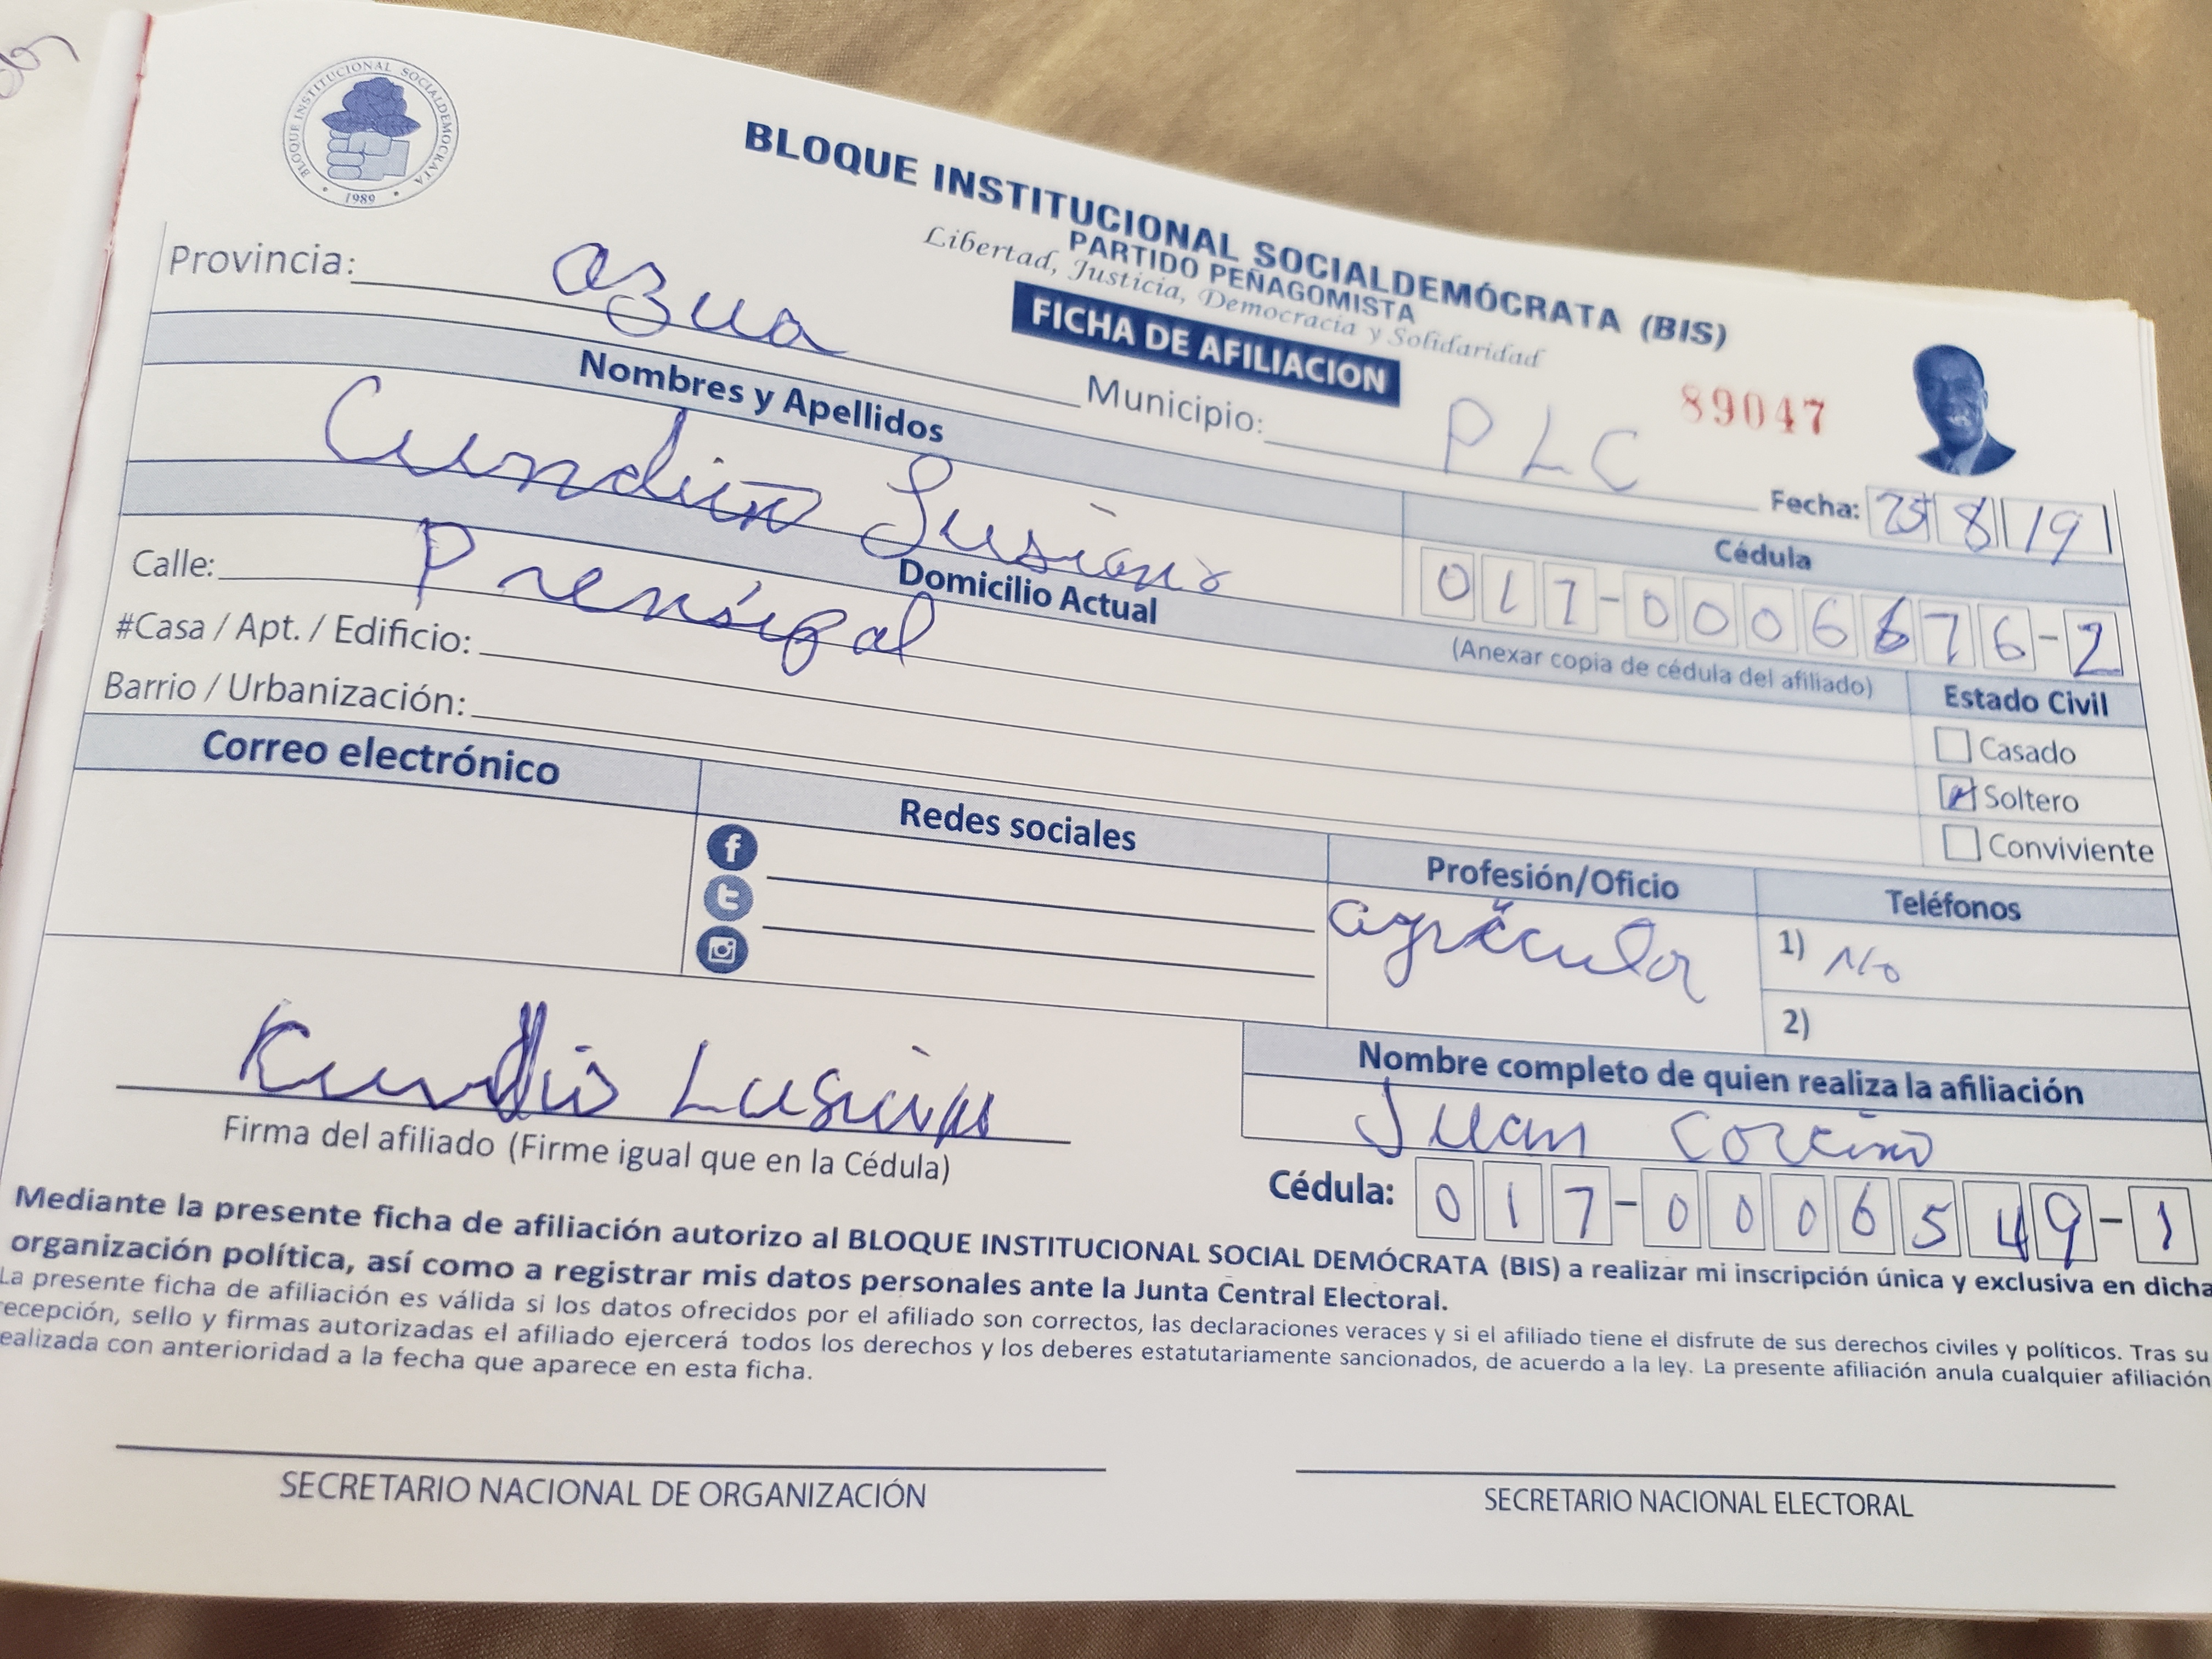 BLOQUE INSTITUCIONAL SOCIALDEMOCRATA
1989
BLOQUE INSTITUCIONAL SOCIALDEMÓCRATA (BIS)
PARTIDO PEÑAGOMISTA
Libertad, Justicia, Democracia y Solidaridad
FICHA DE AFILIACION
89047
Provincia: azua Municipio: PLC
Fecha: 25 8 19
Nombres y Apellidos
Cédula
Cundito Lusiano
017-0006676-2
Domicilio Actual
(Anexar copia de cédula del afiliado)
Calle: Prensipal
#Casa / Apt. / Edificio:
Barrio / Urbanización:
Estado Civil
Casado
Soltero
Conviviente
Correo electrónico
Redes sociales
Profesión/Oficio
Teléfonos
agricultor
1) No
2)
Lusiano
Firma del afiliado (Firme igual que en la Cédula)
Nombre completo de quien realiza la afiliación
Juan
Cédula: 017-0006549-1
Mediante la presente ficha de afiliación autorizo al BLOQUE INSTITUCIONAL SOCIAL DEMÓCRATA (BIS) a realizar mi inscripción única y exclusiva en dicha
organización política, así como a registrar mis datos personales ante la Junta Central Electoral.
La presente ficha de afiliación es válida si los datos ofrecidos por el afiliado son correctos, las declaraciones veraces y si el afiliado tiene el disfrute de sus derechos civiles y políticos. Tras su
recepción, sello y firmas autorizadas el afiliado ejercerá todos los derechos y los deberes estatutariamente sancionados, de acuerdo a la ley. La presente afiliación anula cualquier afiliación
ealizada con anterioridad a la fecha que aparece en esta ficha.
SECRETARIO NACIONAL DE ORGANIZACIÓN
SECRETARIO NACIONAL ELECTORAL